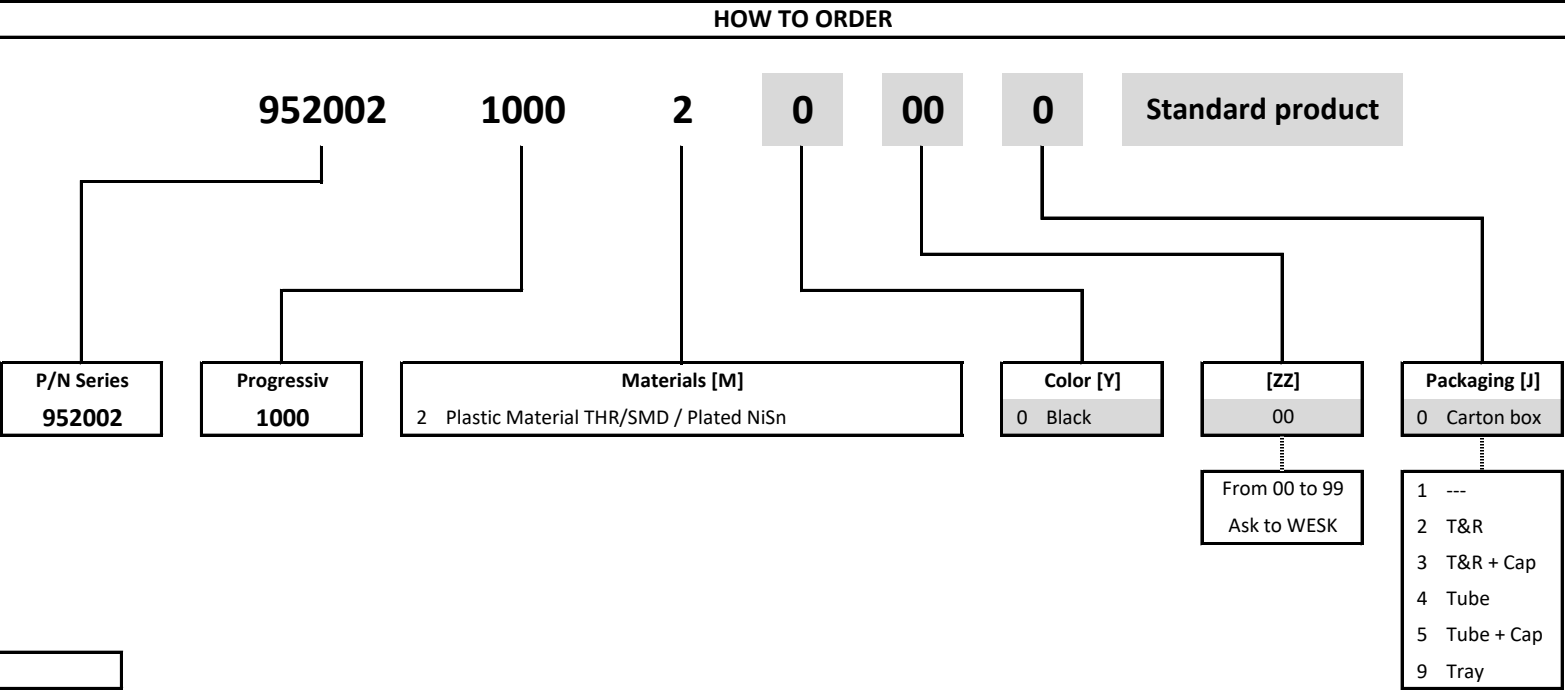 HOW TO ORDER
952002 1000 2 0 00 0 Standard product
P/N Series Progressiv Materials [M] Color [Y] [ZZ] Packaging [J]
952002 1000 2 Plastic Material THR/SMD / Plated NiSn 0 Black 00 0 Carton box
From 00 to 99
Ask to WESK
1 ---
2 T&R
3 T&R + Cap
4 Tube
5 Tube + Cap
9 Tray